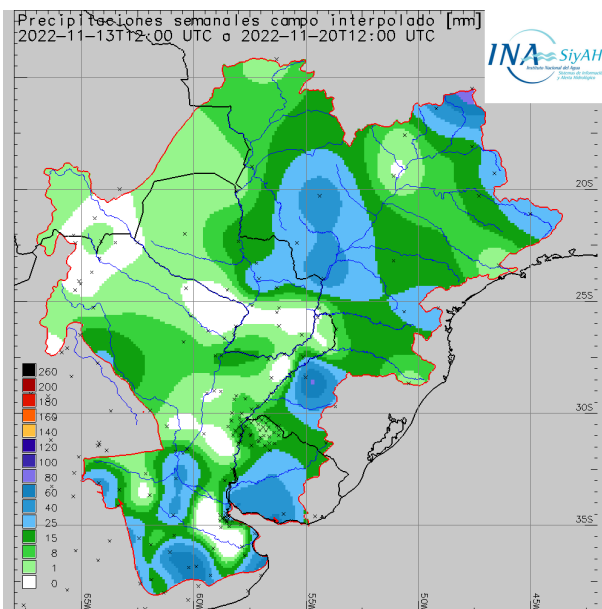 Precipitaciones semanales campo interpolado [mm]
2022-11-13T12:00 UTC a 2022-11-20T12:00 UTC
INA SiyAH
Instituto Nacional del Agua
Sistemas de Informació
y Alerta Hidrológico
20S
25S
30S
35S
260
200
180
160
140
120
100
80
60
40
25
15
8
1
0
65W
60W
55W
50W
45W